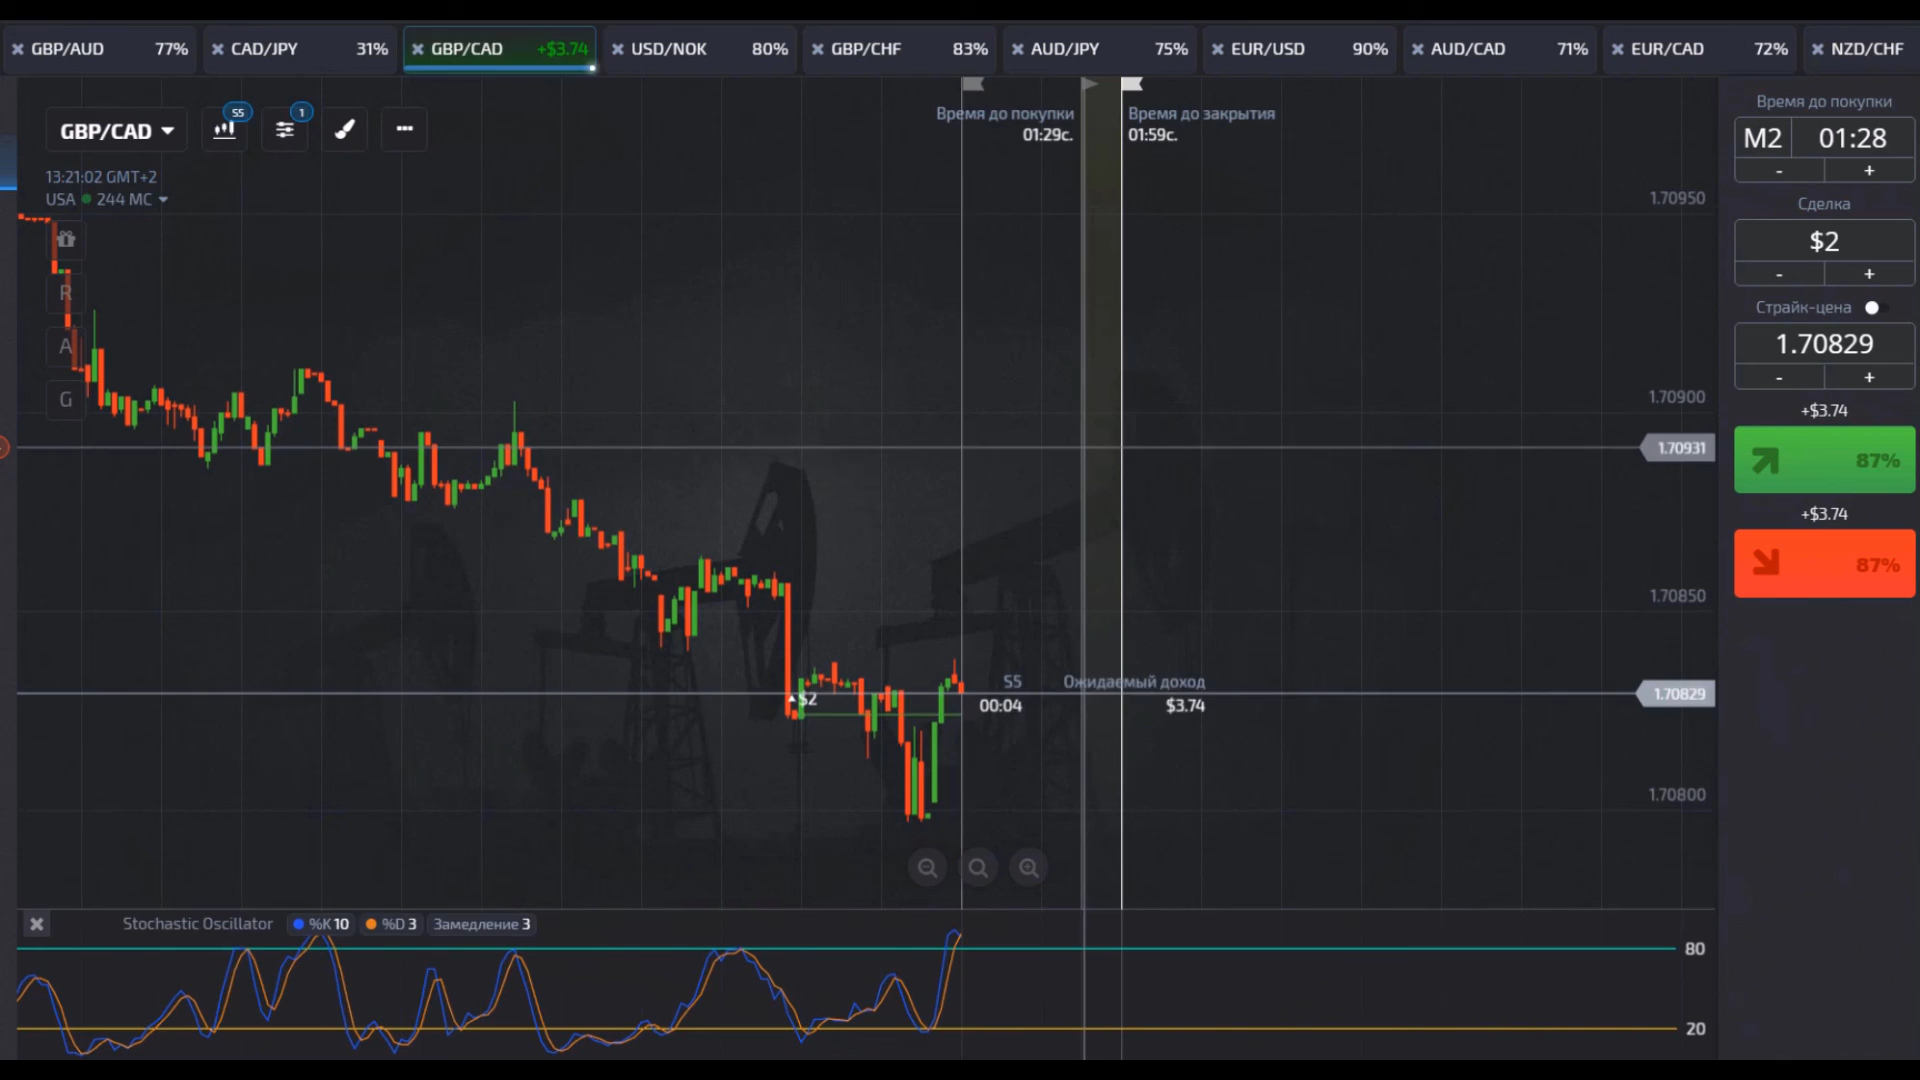 GBP/AUD 77% CAD/JPY 31% GBP/CAD +$3.74 USD/NOK 80% GBP/CHF 83% AUD/JPY 75% EUR/USD 90% AUD/CAD 71% EUR/CAD 72% NZD/CHF
GBP/CAD
S5
1
13:21:02 GMT+2
USA 244 МС
R
A
G
Время до покупки
01:29с.
Время до закрытия
01:59с.
1.70950
1.70900
1.70931
1.70850
1.70829
1.70800
$2
S5
00:04
Ожидаемый доход
$3.74
Время до покупки
M2 01:28
- +
Сделка
$2
- +
Страйк-цена
1.70829
- +
+$3.74
87%
+$3.74
87%
Stochastic Oscillator %K 10 %D 3 Замедление 3
80
20